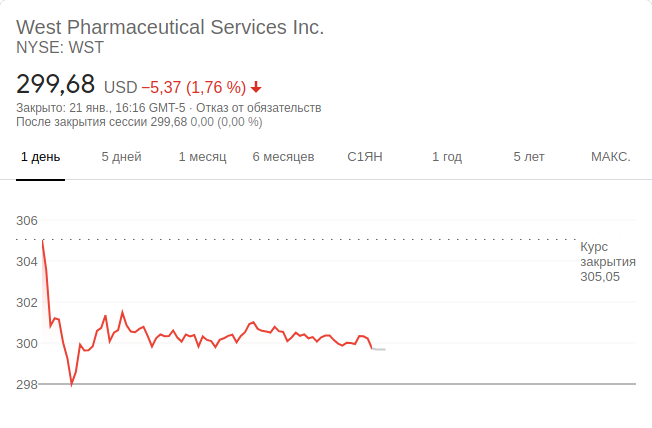 West Pharmaceutical Services Inc.
NYSE: WST
299,68 USD −5,37 (1,76 %)
Закрыто: 21 янв., 16:16 GMT-5 · Отказ от обязательств
После закрытия сессии 299,68 0,00 (0,00 %)
1 день 5 дней 1 месяц 6 месяцев С1ЯН 1 год 5 лет МАКС.
306
Курс
304 закрытия
305,05
302
300
298